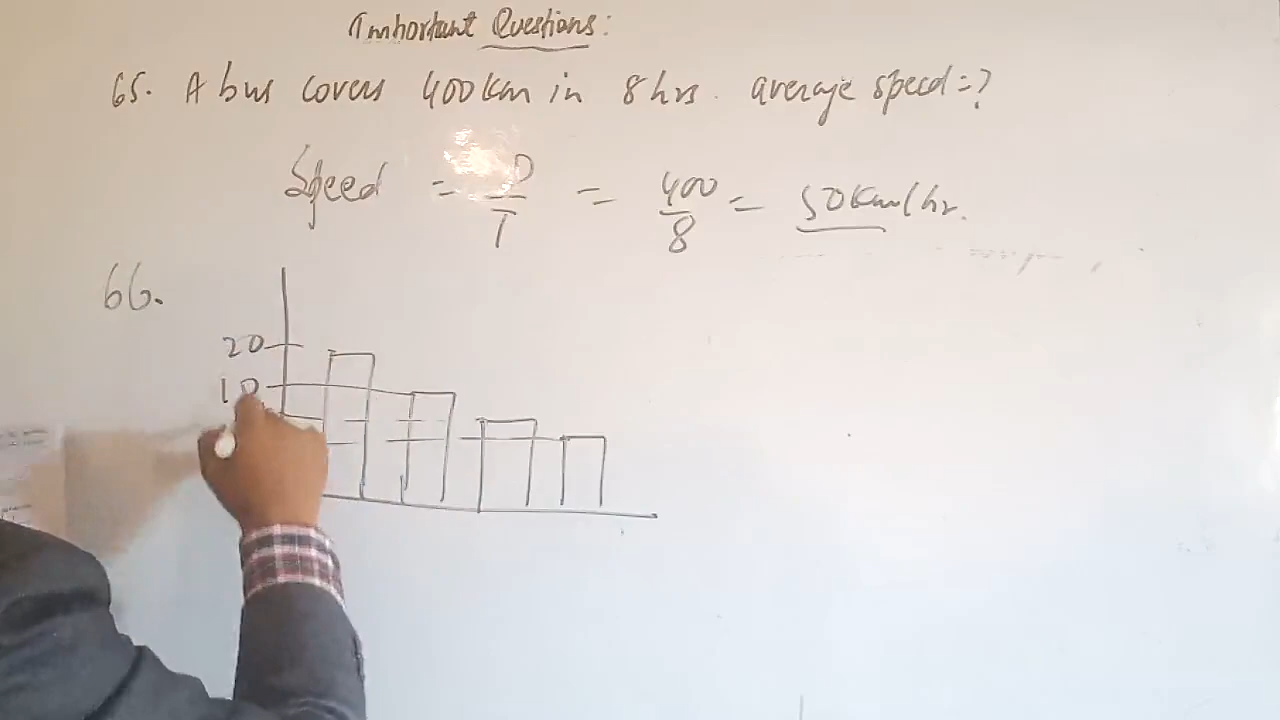 Important Questions:
65. A bus covers 400km in 8hrs. average speed=?
Speed = D/T = 400/8 = 50km/hr.
66.
20
10